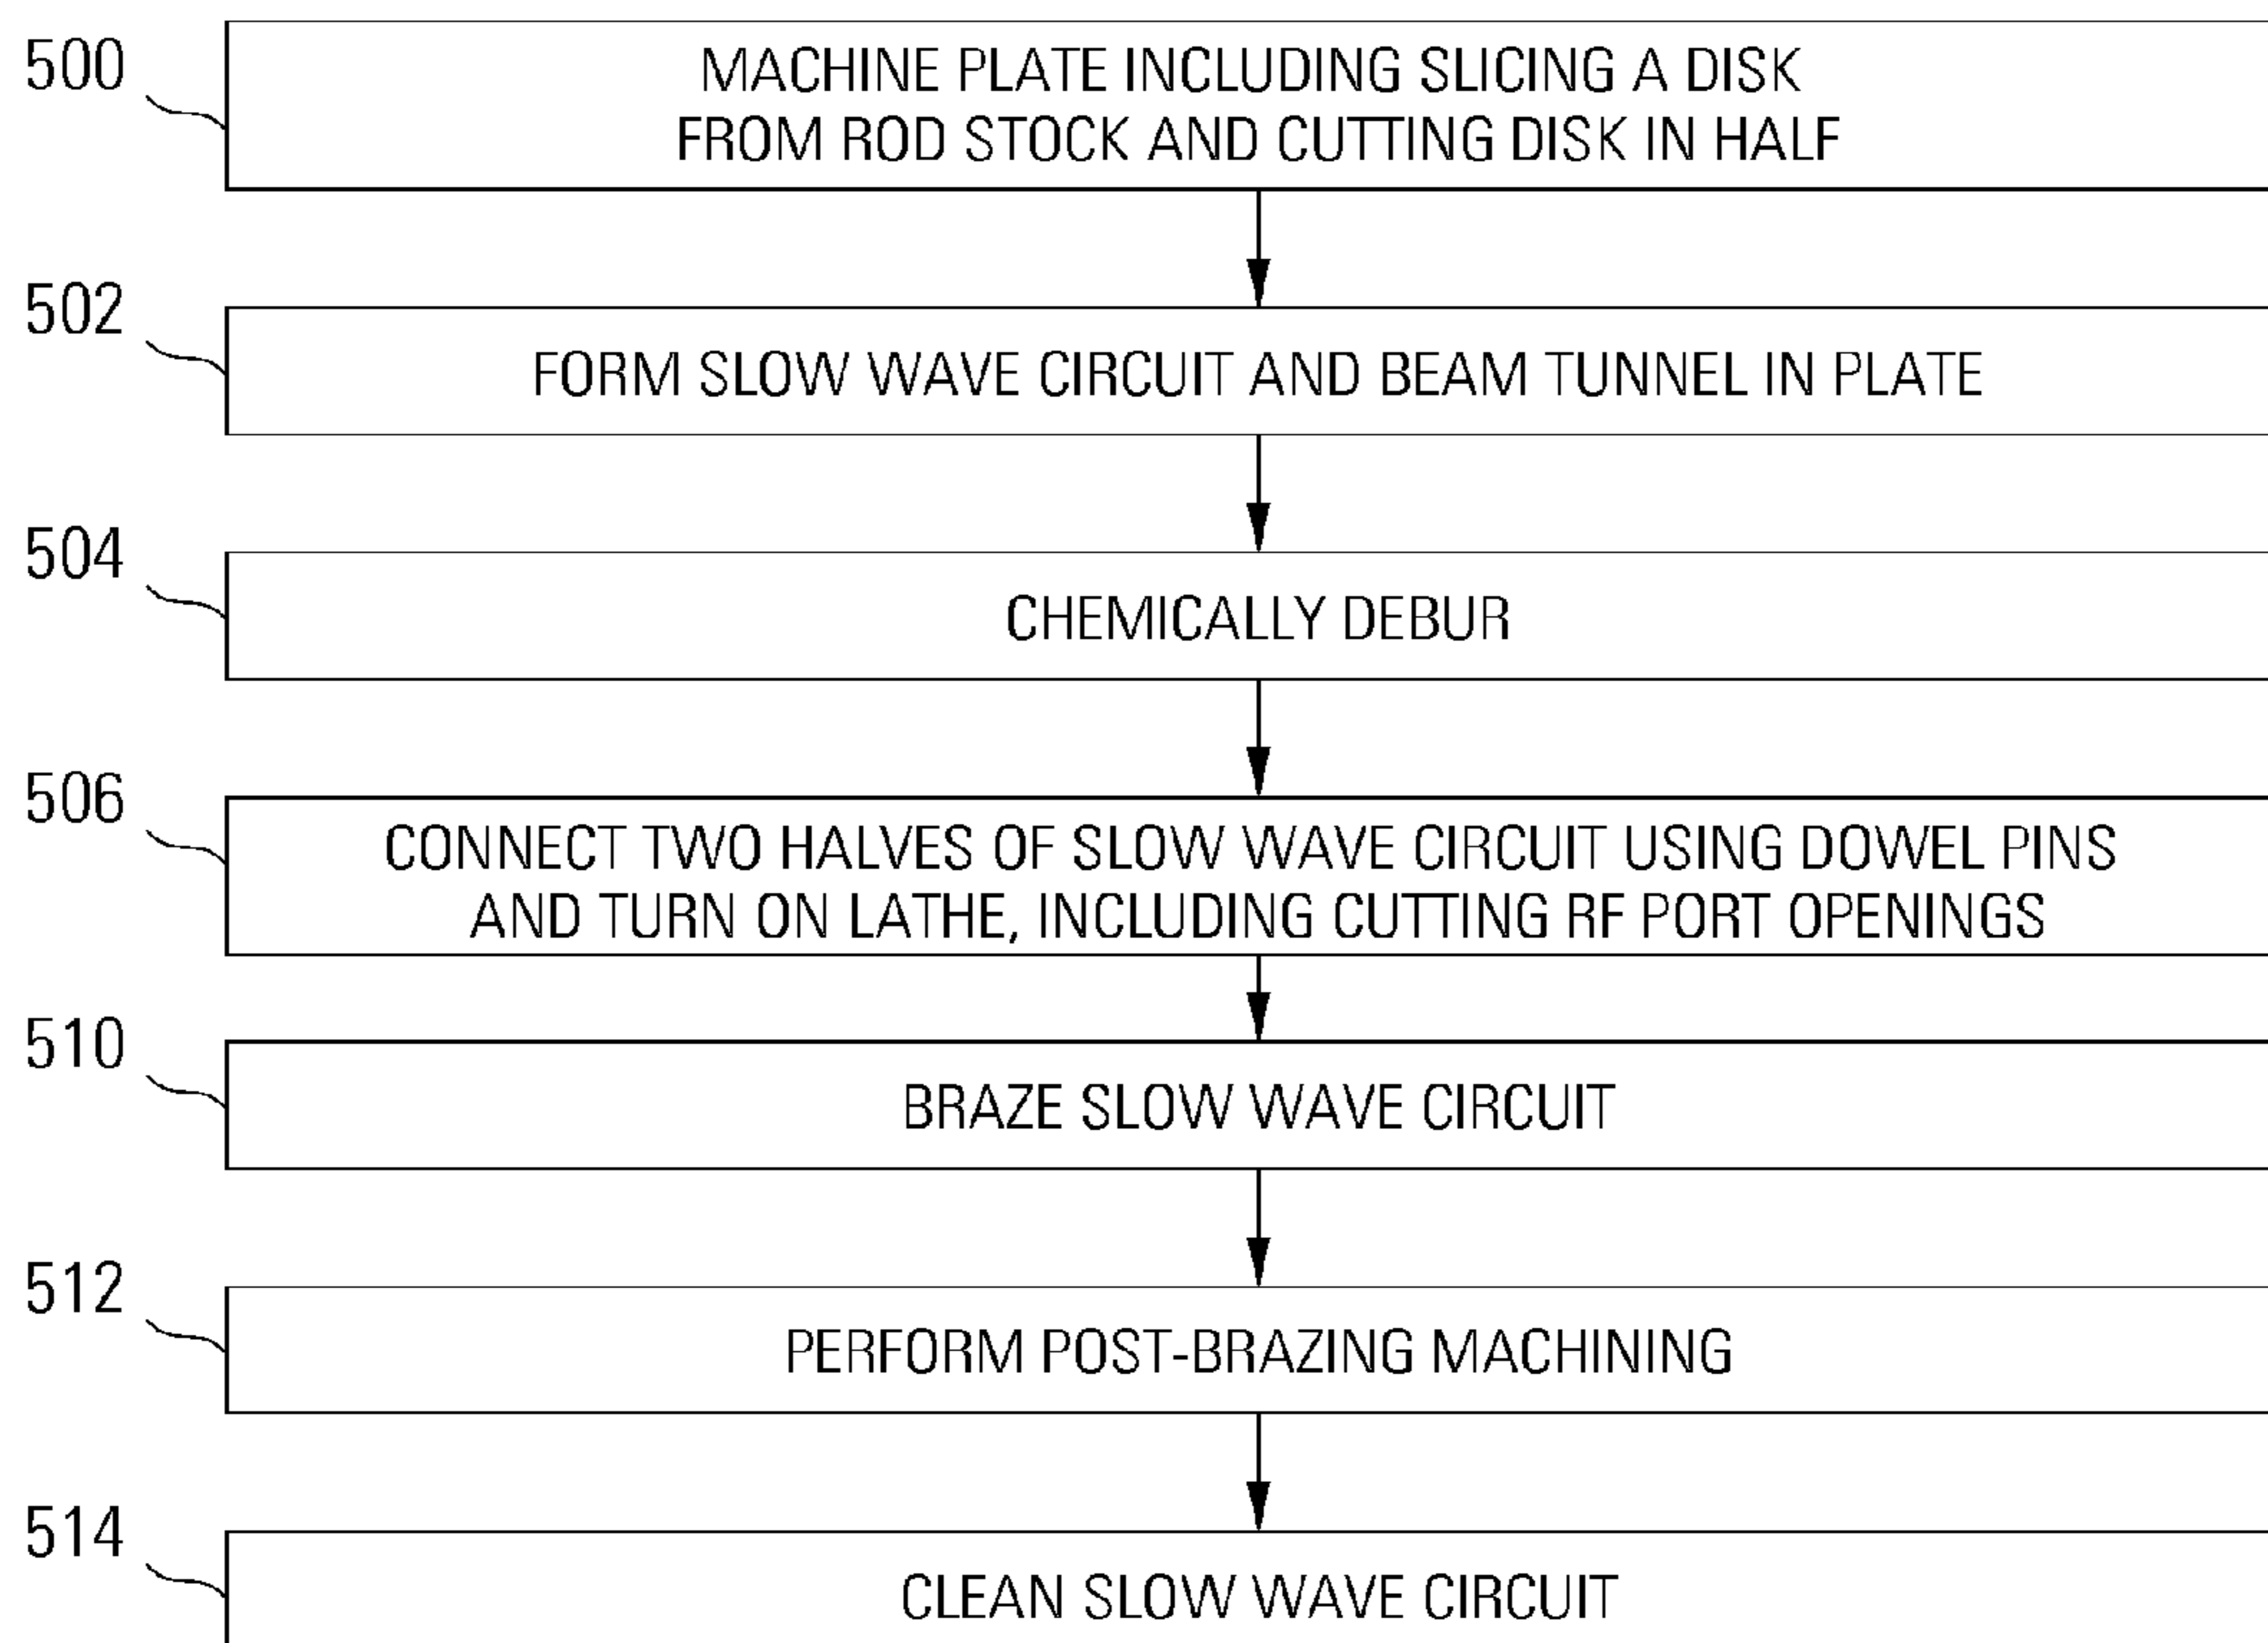 500
MACHINE PLATE INCLUDING SLICING A DISK
FROM ROD STOCK AND CUTTING DISK IN HALF
502
FORM SLOW WAVE CIRCUIT AND BEAM TUNNEL IN PLATE
504
CHEMICALLY DEBUR
506
CONNECT TWO HALVES OF SLOW WAVE CIRCUIT USING DOWEL PINS
AND TURN ON LATHE, INCLUDING CUTTING RF PORT OPENINGS
510
BRAZE SLOW WAVE CIRCUIT
512
PERFORM POST-BRAZING MACHINING
514
CLEAN SLOW WAVE CIRCUIT